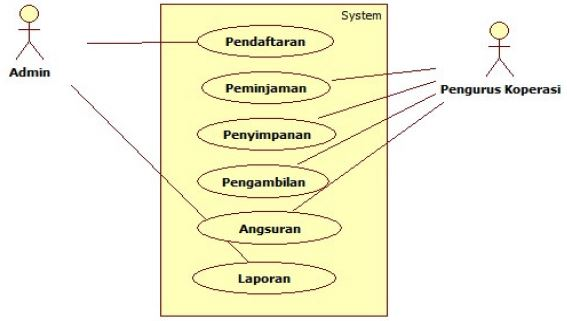 System
Pendaftaran
Admin
Peminjaman
Pengurus Koperasi
Penyimpanan
Pengambilan
Angsuran
Laporan